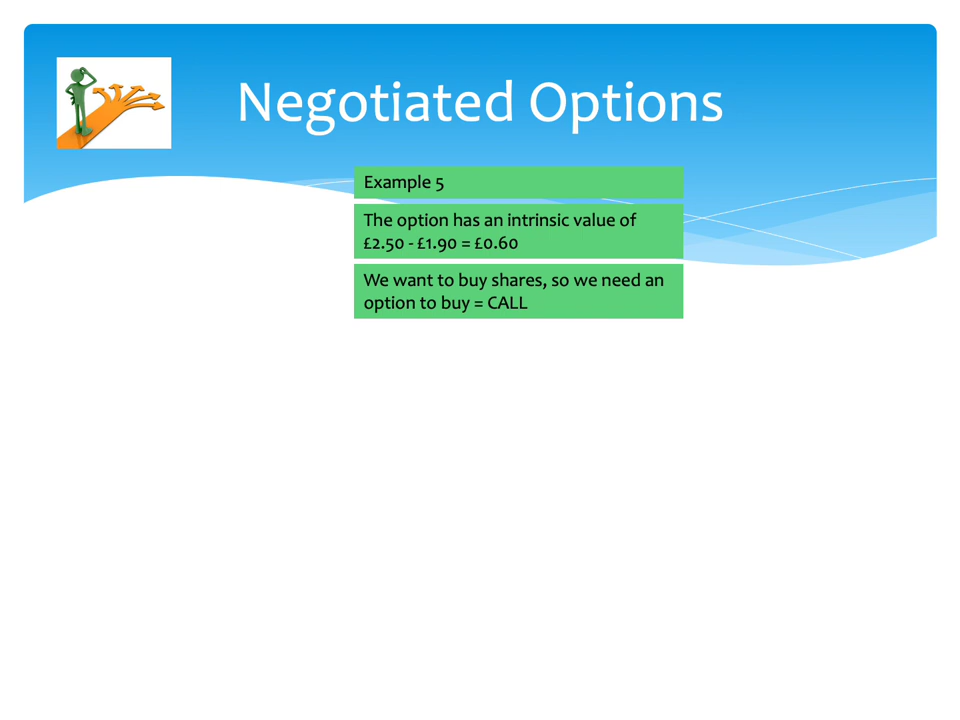 Negotiated Options
Example 5
The option has an intrinsic value of
£2.50 - £1.90 = £0.60
We want to buy shares, so we need an
option to buy = CALL